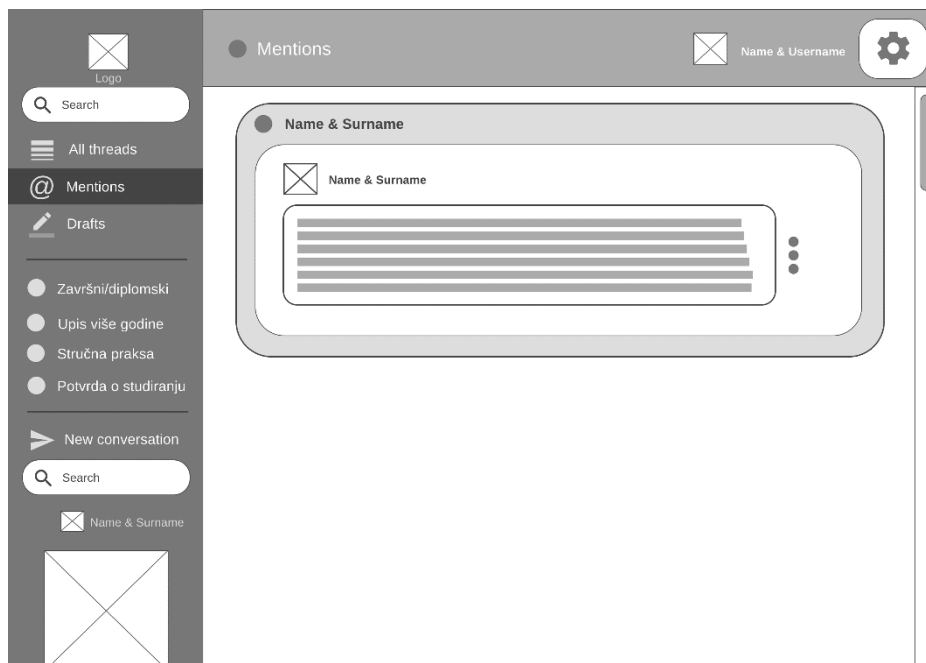 Logo
Search
All threads
@ Mentions
Drafts
Završni/diplomski
Upis više godine
Stručna praksa
Potvrda o studiranju
New conversation
Search
Name & Surname
Mentions
Name & Username
Name & Surname
Name & Surname